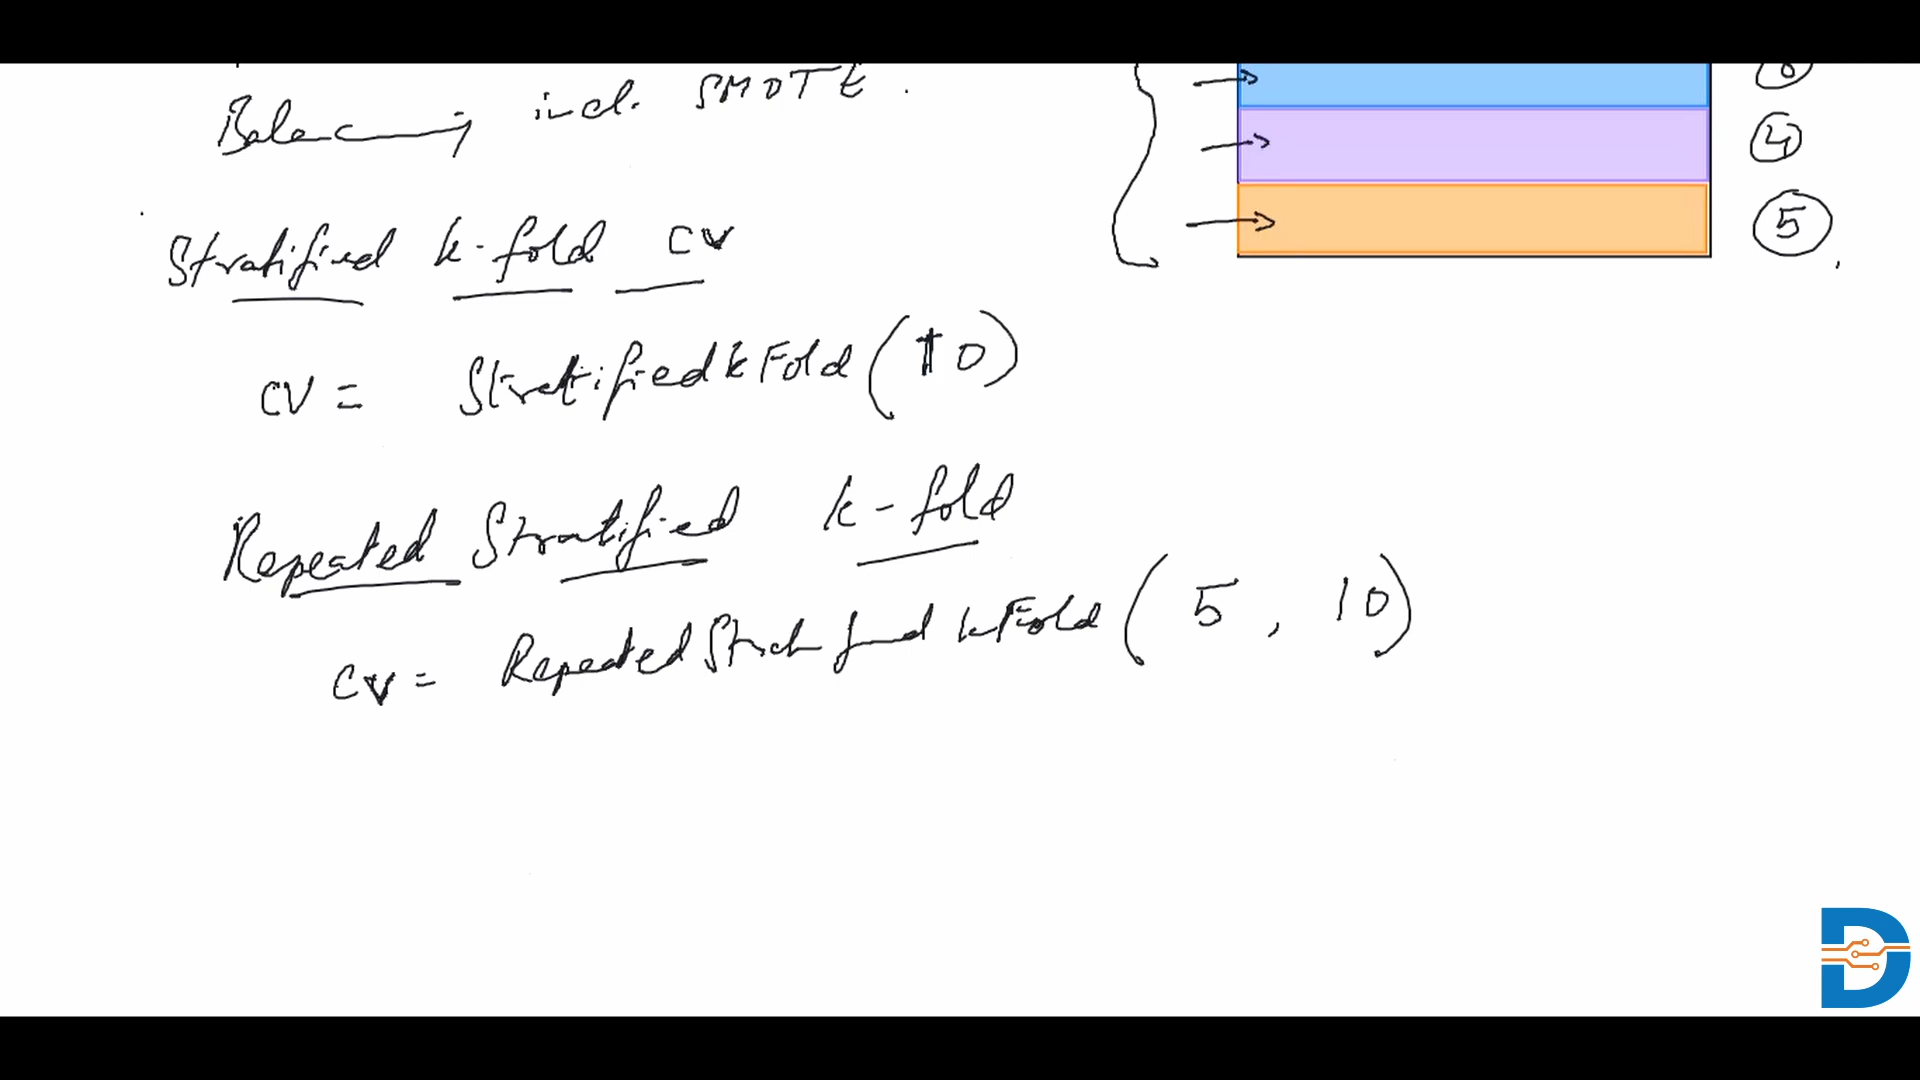 Balancing incl. SMOTE.
Stratified k-fold CV
CV = StratifiedkFold(10)
Repeated Stratified k-fold
CV = RepeatedStratifiedkFold(5, 10)
4
5